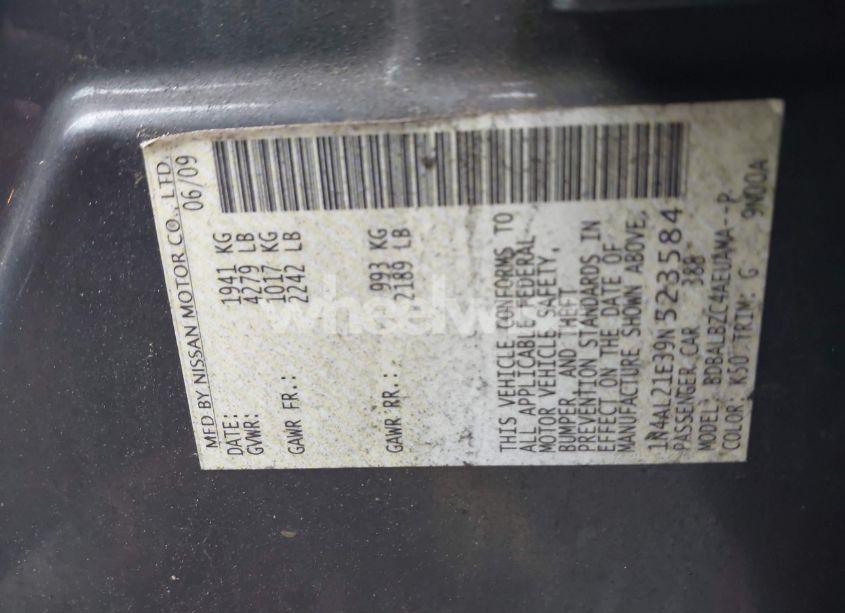 MFD BY NISSAN MOTOR CO., LTD.
DATE: 06/09
GVWR: 1941 KG
4279 LB
GAWR FR.: 1017 KG
2242 LB
GAWR RR.: 993 KG
2189 LB
THIS VEHICLE CONFORMS TO
ALL APPLICABLE FEDERAL
MOTOR VEHICLE SAFETY,
BUMPER, AND THEFT
PREVENTION STANDARDS IN
EFFECT ON THE DATE OF
MANUFACTURE SHOWN ABOVE.
1N4AL21E39N523584
PASSENGER CAR 388
MODEL: BDBALBZC4AEUAMA--P
COLOR: K50 TRIM: G 9N00A